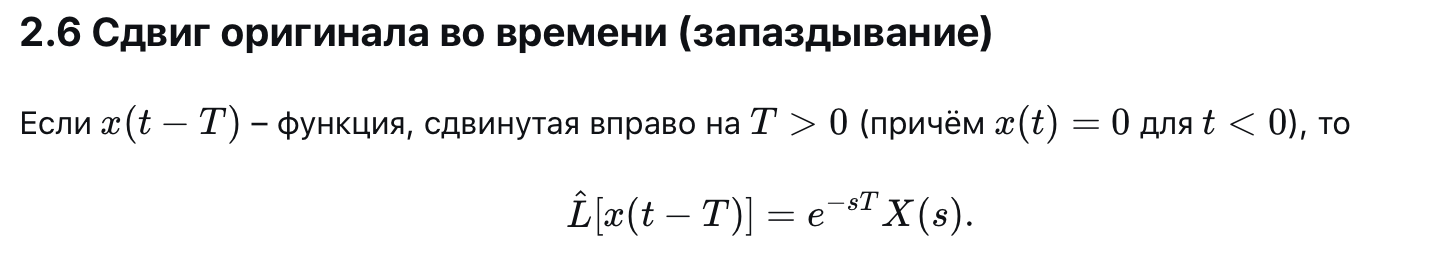 2.6 Сдвиг оригинала во времени (запаздывание)
Если x(t − T) – функция, сдвинутая вправо на T > 0 (причём x(t) = 0 для t < 0), то
L̂[x(t − T)] = e^{−sT} X(s).